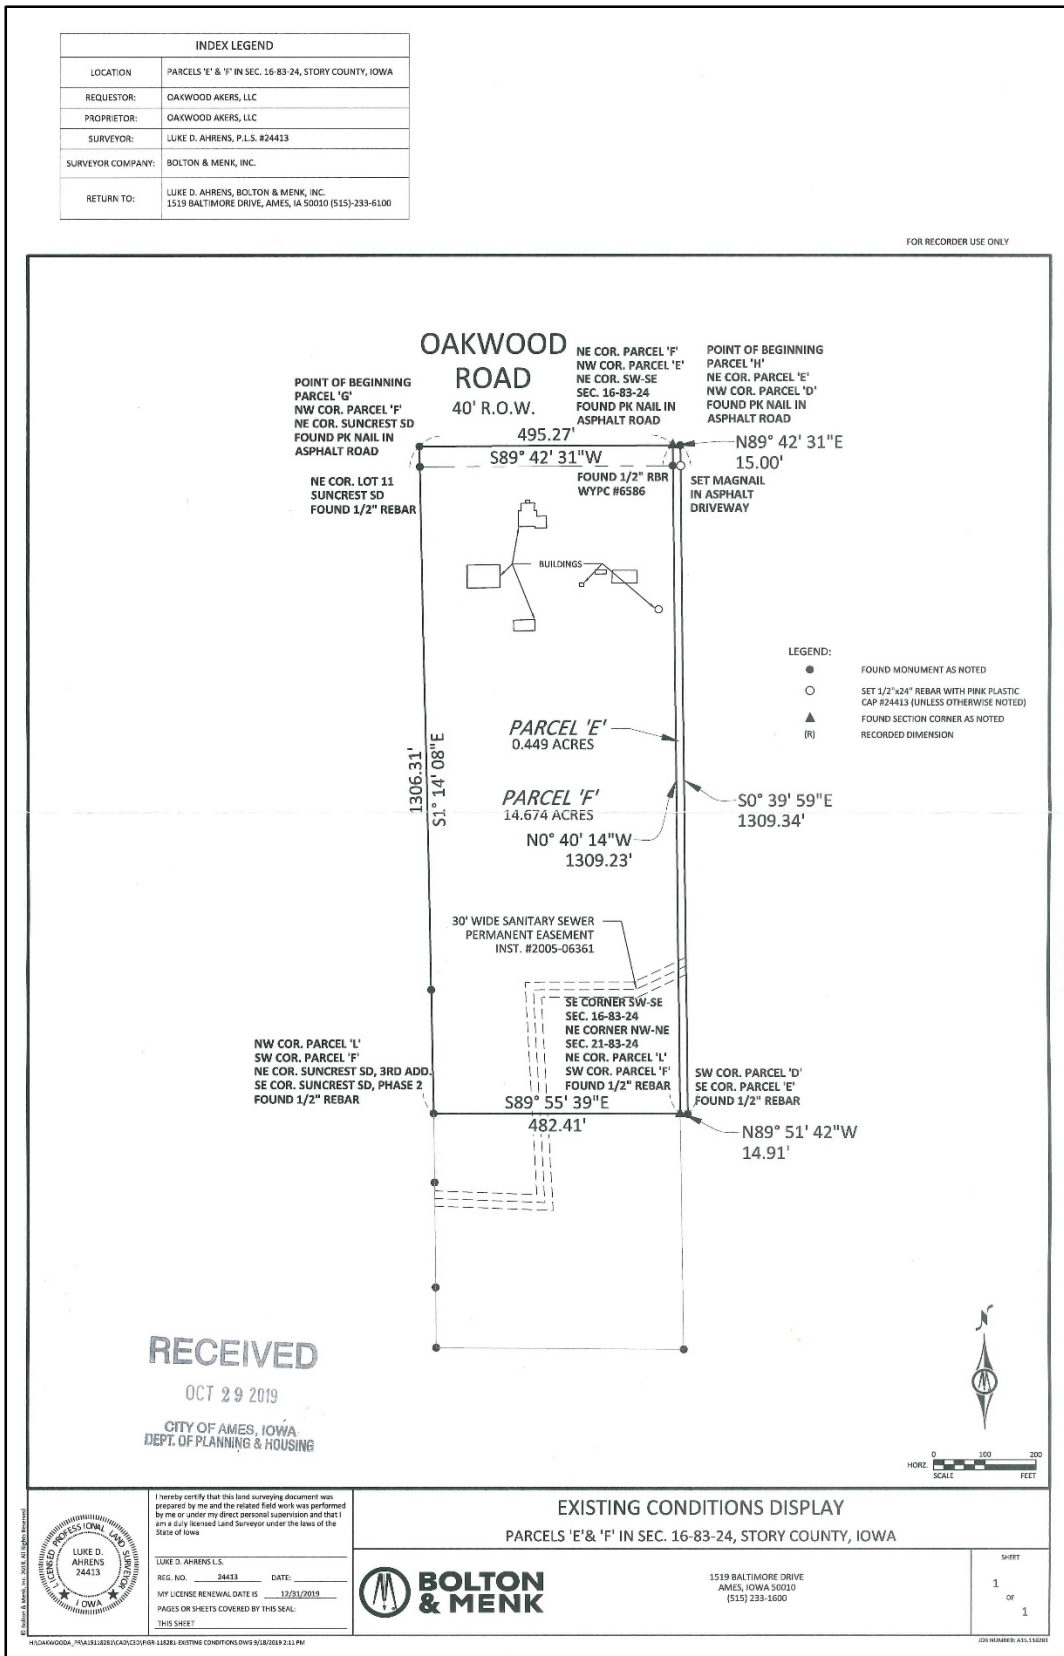 INDEX LEGEND
LOCATION PARCELS 'E' & 'F' IN SEC. 16-83-24, STORY COUNTY, IOWA
REQUESTOR: OAKWOOD AKERS, LLC
PROPRIETOR: OAKWOOD AKERS, LLC
SURVEYOR: LUKE D. AHRENS, P.L.S. #24413
SURVEYOR COMPANY: BOLTON & MENK, INC.
RETURN TO: LUKE D. AHRENS, BOLTON & MENK, INC.
1519 BALTIMORE DRIVE, AMES, IA 50010 (515)-233-6100
FOR RECORDER USE ONLY
OAKWOOD
ROAD
40' R.O.W.
POINT OF BEGINNING
PARCEL 'G'
NW COR. PARCEL 'F'
NE COR. SUNCREST SD
FOUND PK NAIL IN
ASPHALT ROAD
NE COR. PARCEL 'F'
NW COR. PARCEL 'E'
NE COR. SW-SE
SEC. 16-83-24
FOUND PK NAIL IN
ASPHALT ROAD
POINT OF BEGINNING
PARCEL 'H'
NE COR. PARCEL 'E'
NW COR. PARCEL 'D'
FOUND PK NAIL IN
ASPHALT ROAD
495.27'
S89° 42' 31"W
N89° 42' 31"E
15.00'
NE COR. LOT 11
SUNCREST SD
FOUND 1/2" REBAR
FOUND 1/2" RBR
WYPC #6586
SET MAGNAIL
IN ASPHALT
DRIVEWAY
BUILDINGS
LEGEND:
FOUND MONUMENT AS NOTED
SET 1/2"x24" REBAR WITH PINK PLASTIC
CAP #24413 (UNLESS OTHERWISE NOTED)
FOUND SECTION CORNER AS NOTED
(R) RECORDED DIMENSION
PARCEL 'E'
0.449 ACRES
1306.31'
S1° 14' 08"E
PARCEL 'F'
14.674 ACRES
S0° 39' 59"E
1309.34'
N0° 40' 14"W
1309.23'
30' WIDE SANITARY SEWER
PERMANENT EASEMENT
INST. #2005-06361
SE CORNER SW-SE
SEC. 16-83-24
NE CORNER NW-NE
SEC. 21-83-24
NE COR. PARCEL 'L'
SW COR. PARCEL 'F'
FOUND 1/2" REBAR
NW COR. PARCEL 'L'
SW COR. PARCEL 'F'
NE COR. SUNCREST SD, 3RD ADD.
SE COR. SUNCREST SD, PHASE 2
FOUND 1/2" REBAR
SW COR. PARCEL 'D'
SE COR. PARCEL 'E'
FOUND 1/2" REBAR
S89° 55' 39"E
482.41'
N89° 51' 42"W
14.91'
RECEIVED
OCT 29 2019
CITY OF AMES, IOWA
DEPT. OF PLANNING & HOUSING
N
0 100 200
HORZ.
SCALE FEET
© Bolton & Menk, Inc. 2018, All Rights Reserved
LICENSED PROFESSIONAL LAND SURVEYOR
LUKE D.
AHRENS
24413
IOWA
I hereby certify that this land surveying document was
prepared by me and the related field work was performed
by me or under my direct personal supervision and that I
am a duly licensed Land Surveyor under the laws of the
State of Iowa
LUKE D. AHRENS L.S.
REG. NO. 24413 DATE:
MY LICENSE RENEWAL DATE IS 12/31/2019
PAGES OR SHEETS COVERED BY THIS SEAL:
THIS SHEET
EXISTING CONDITIONS DISPLAY
PARCELS 'E'& 'F' IN SEC. 16-83-24, STORY COUNTY, IOWA
BOLTON
& MENK
1519 BALTIMORE DRIVE
AMES, IOWA 50010
(515) 233-1600
SHEET
1
OF
1
JOB NUMBER: A15.118281